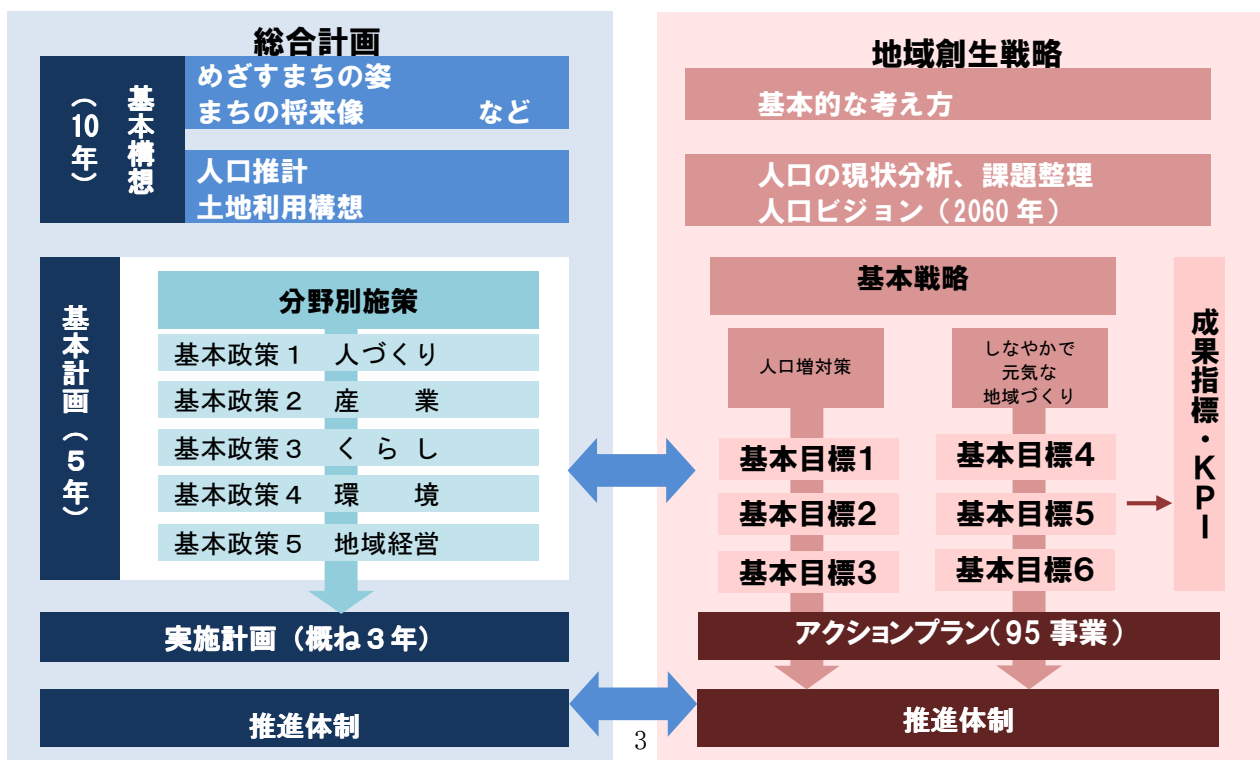 総合計画
基本構想
（10年）
めざすまちの姿
まちの将来像　など
人口推計
土地利用構想
基本計画（５年）
分野別施策
基本政策１　人づくり
基本政策２　産　業
基本政策３　くらし
基本政策４　環　境
基本政策５　地域経営
実施計画（概ね３年）
推進体制
地域創生戦略
基本的な考え方
人口の現状分析、課題整理
人口ビジョン（2060年）
基本戦略
人口増対策
基本目標1
基本目標2
基本目標3
しなやかで
元気な
地域づくり
基本目標4
基本目標5
基本目標6
成果指標・ＫＰＩ
アクションプラン（95事業）
推進体制
3